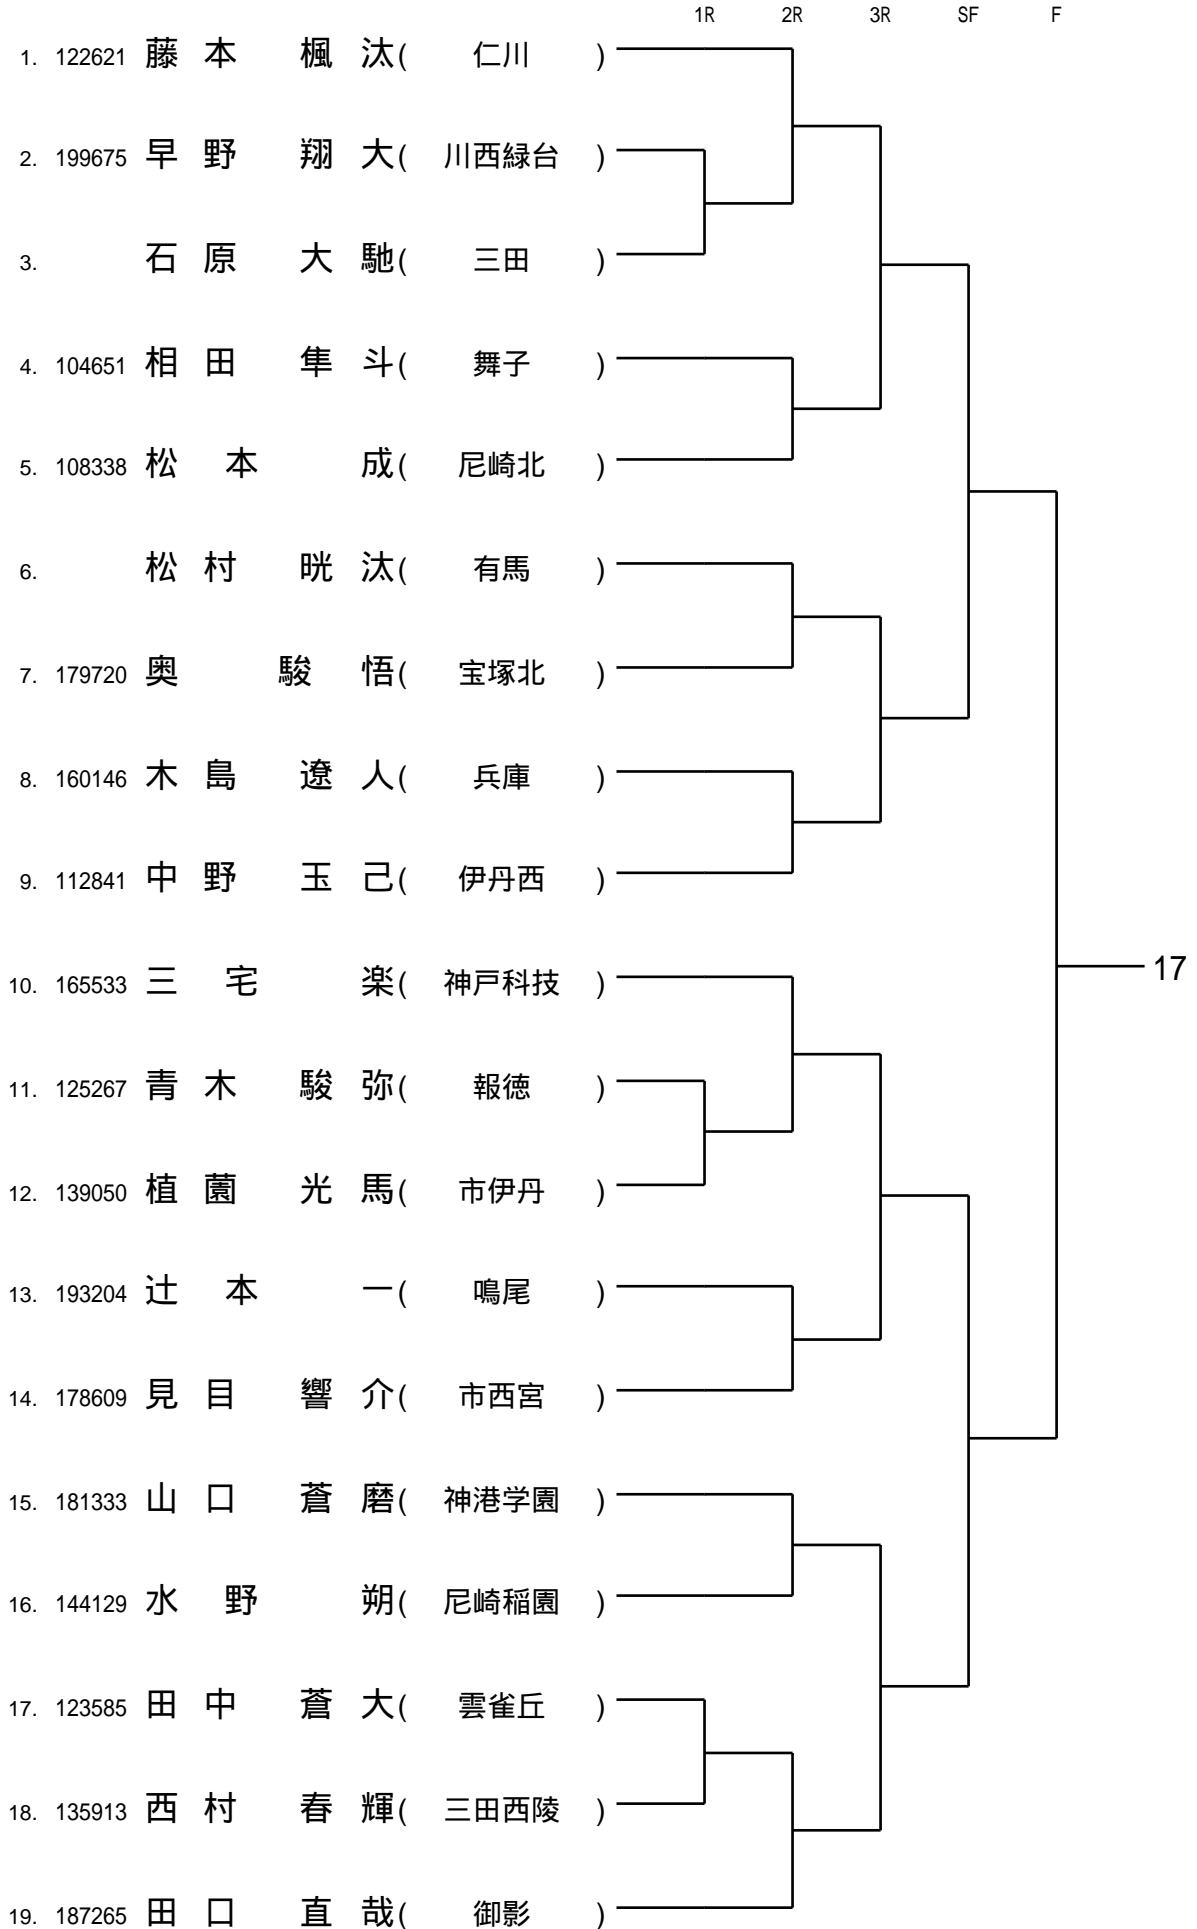 1R 2R 3R SF F
1. 122621 藤本 楓汰( 仁川 )
2. 199675 早野 翔大( 川西緑台 )
3. 石原 大馳( 三田 )
4. 104651 相田 隼斗( 舞子 )
5. 108338 松本 成( 尼崎北 )
6. 松村 晄汰( 有馬 )
7. 179720 奥 駿悟( 宝塚北 )
8. 160146 木島 遼人( 兵庫 )
9. 112841 中野 玉己( 伊丹西 )
10. 165533 三宅 楽( 神戸科技 )
17
11. 125267 青木 駿弥( 報徳 )
12. 139050 植薗 光馬( 市伊丹 )
13. 193204 辻本 一( 鳴尾 )
14. 178609 見目 響介( 市西宮 )
15. 181333 山口 蒼磨( 神港学園 )
16. 144129 水野 朔( 尼崎稲園 )
17. 123585 田中 蒼大( 雲雀丘 )
18. 135913 西村 春輝( 三田西陵 )
19. 187265 田口 直哉( 御影 )